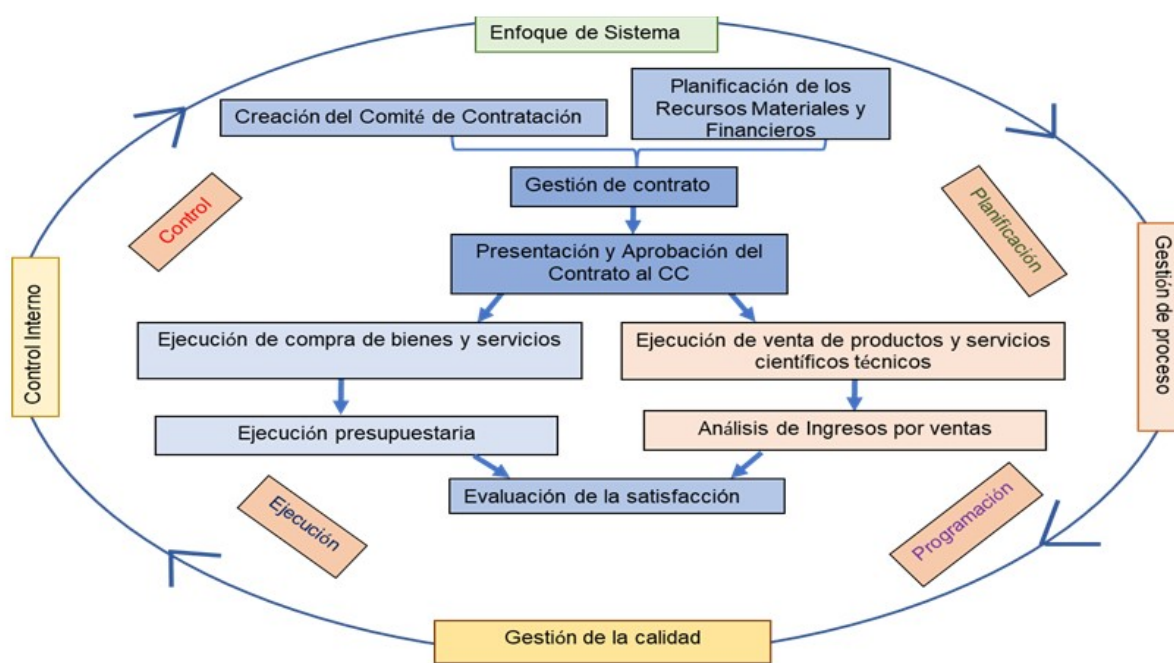 Enfoque de Sistema
Planificación de los
Recursos Materiales y
Financieros
Creación del Comité de Contratación
Gestión de contrato
Control
Planificación
Presentación y Aprobación del
Contrato al CC
Control Interno
Gestión de proceso
Ejecución de compra de bienes y servicios
Ejecución de venta de productos y servicios
científicos técnicos
Ejecución presupuestaria
Análisis de Ingresos por ventas
Evaluación de la satisfacción
Ejecución
Programación
Gestión de la calidad